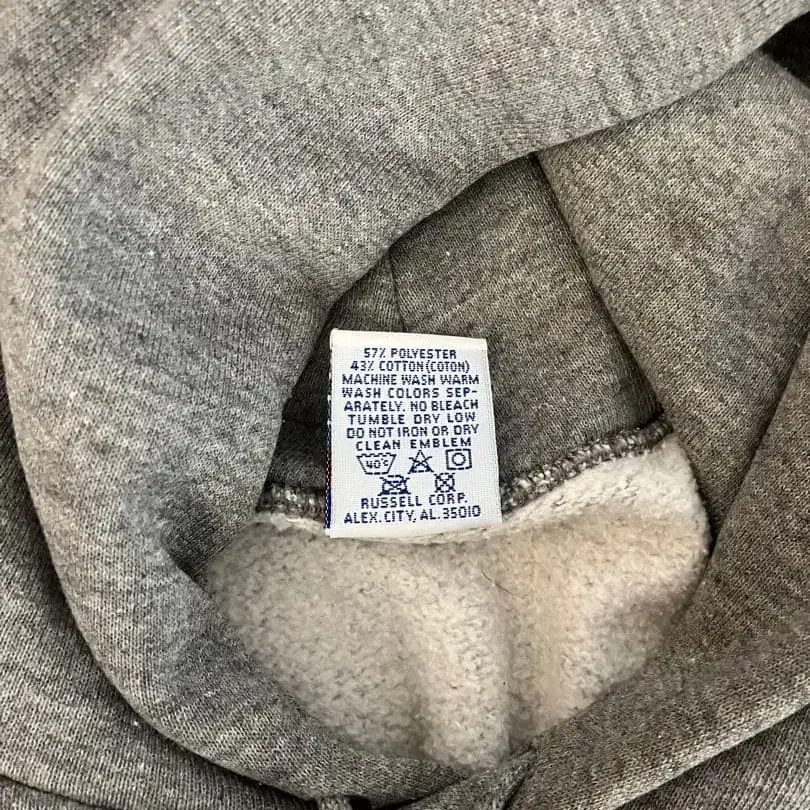 57% POLYESTER
43% COTTON(COTON)
MACHINE WASH WARM
WASH COLORS SEP-
ARATELY. NO BLEACH
TUMBLE DRY LOW
DO NOT IRON OR DRY
CLEAN EMBLEM
40°C
RUSSELL CORP.
ALEX. CITY, AL. 35010